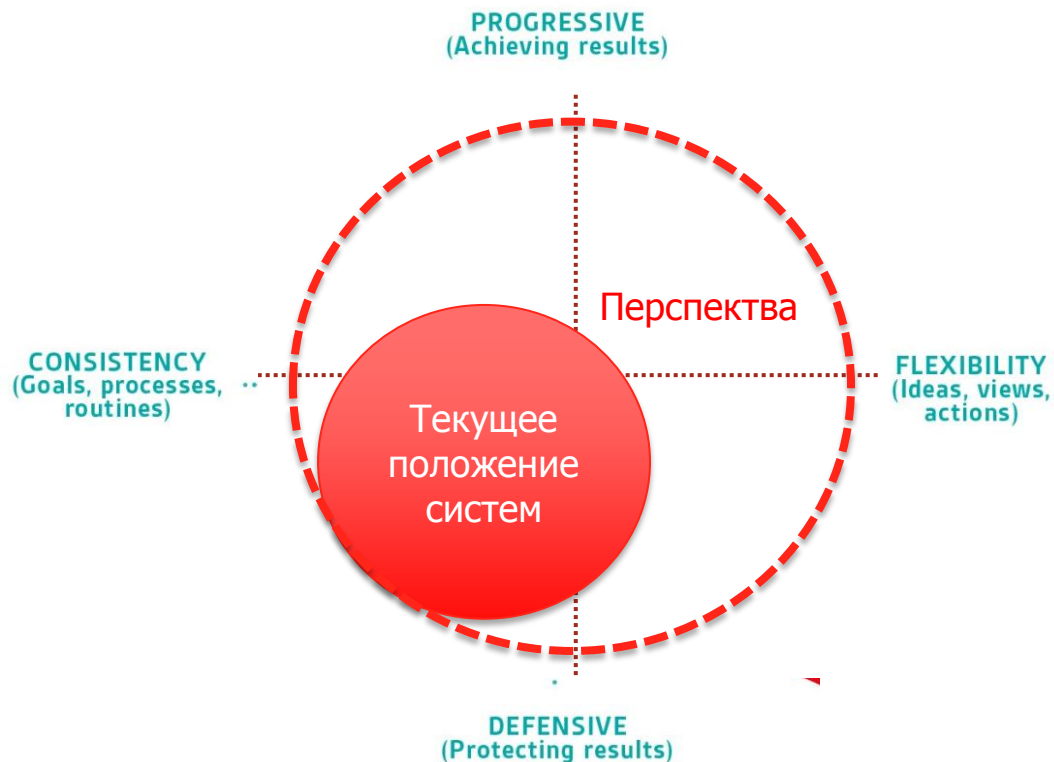 PROGRESSIVE
(Achieving results)
Перспектва
CONSISTENCY
(Goals, processes,
routines)
FLEXIBILITY
(Ideas, views,
actions)
Текущее
положение
систем
DEFENSIVE
(Protecting results)